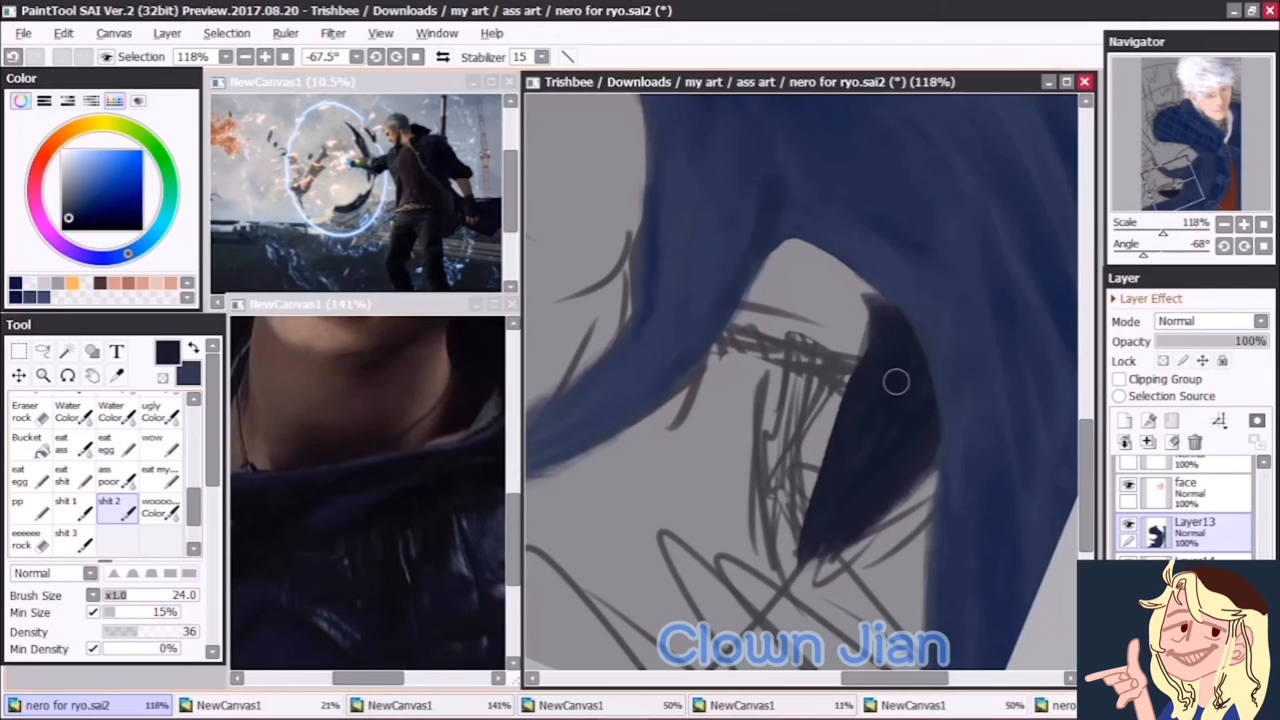 PaintTool SAI Ver.2 (32bit) Preview.2017.08.20 - Trishbee / Downloads / my art / ass art / nero for ryo.sai2 (*)
File Edit Canvas Layer Selection Ruler Filter View Window Help
Selection 118% -67.5° Stabilizer 15
Color
NewCanvas1 (10.5%)
Trishbee / Downloads / my art / ass art / nero for ryo.sai2 (*) (118%)
Navigator
Scale 118%
Angle -68°
Layer
Layer Effect
Mode Normal
Opacity 100%
Lock
Clipping Group
Selection Source
Normal
100%
face
Normal
100%
Layer13
Normal
100%
NewCanvas1 (141%)
Tool
T
Eraser rock
Water Color
Water Color
ugly Color
Bucket
eat ass
eat egg
wow
eat egg
eat shit
ass poor
eat my...
pp
shit 1
shit 2
woooo... Color
eeeeee rock
shit 3
Normal
Brush Size x1.0 24.0
Min Size 15%
Density 36
Min Density 0%
Clown Jian
nero for ryo.sai2 118%
NewCanvas1 21%
NewCanvas1 141%
NewCanvas1 50%
NewCanvas1 11%
NewCanvas1 50%
nero